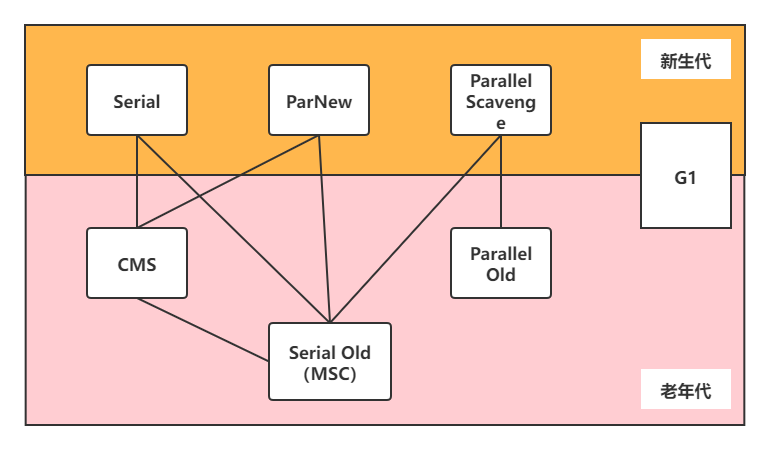 新生代
Serial
ParNew
Parallel
Scaveng
e
G1
CMS
Parallel
Old
Serial Old
（MSC）
老年代